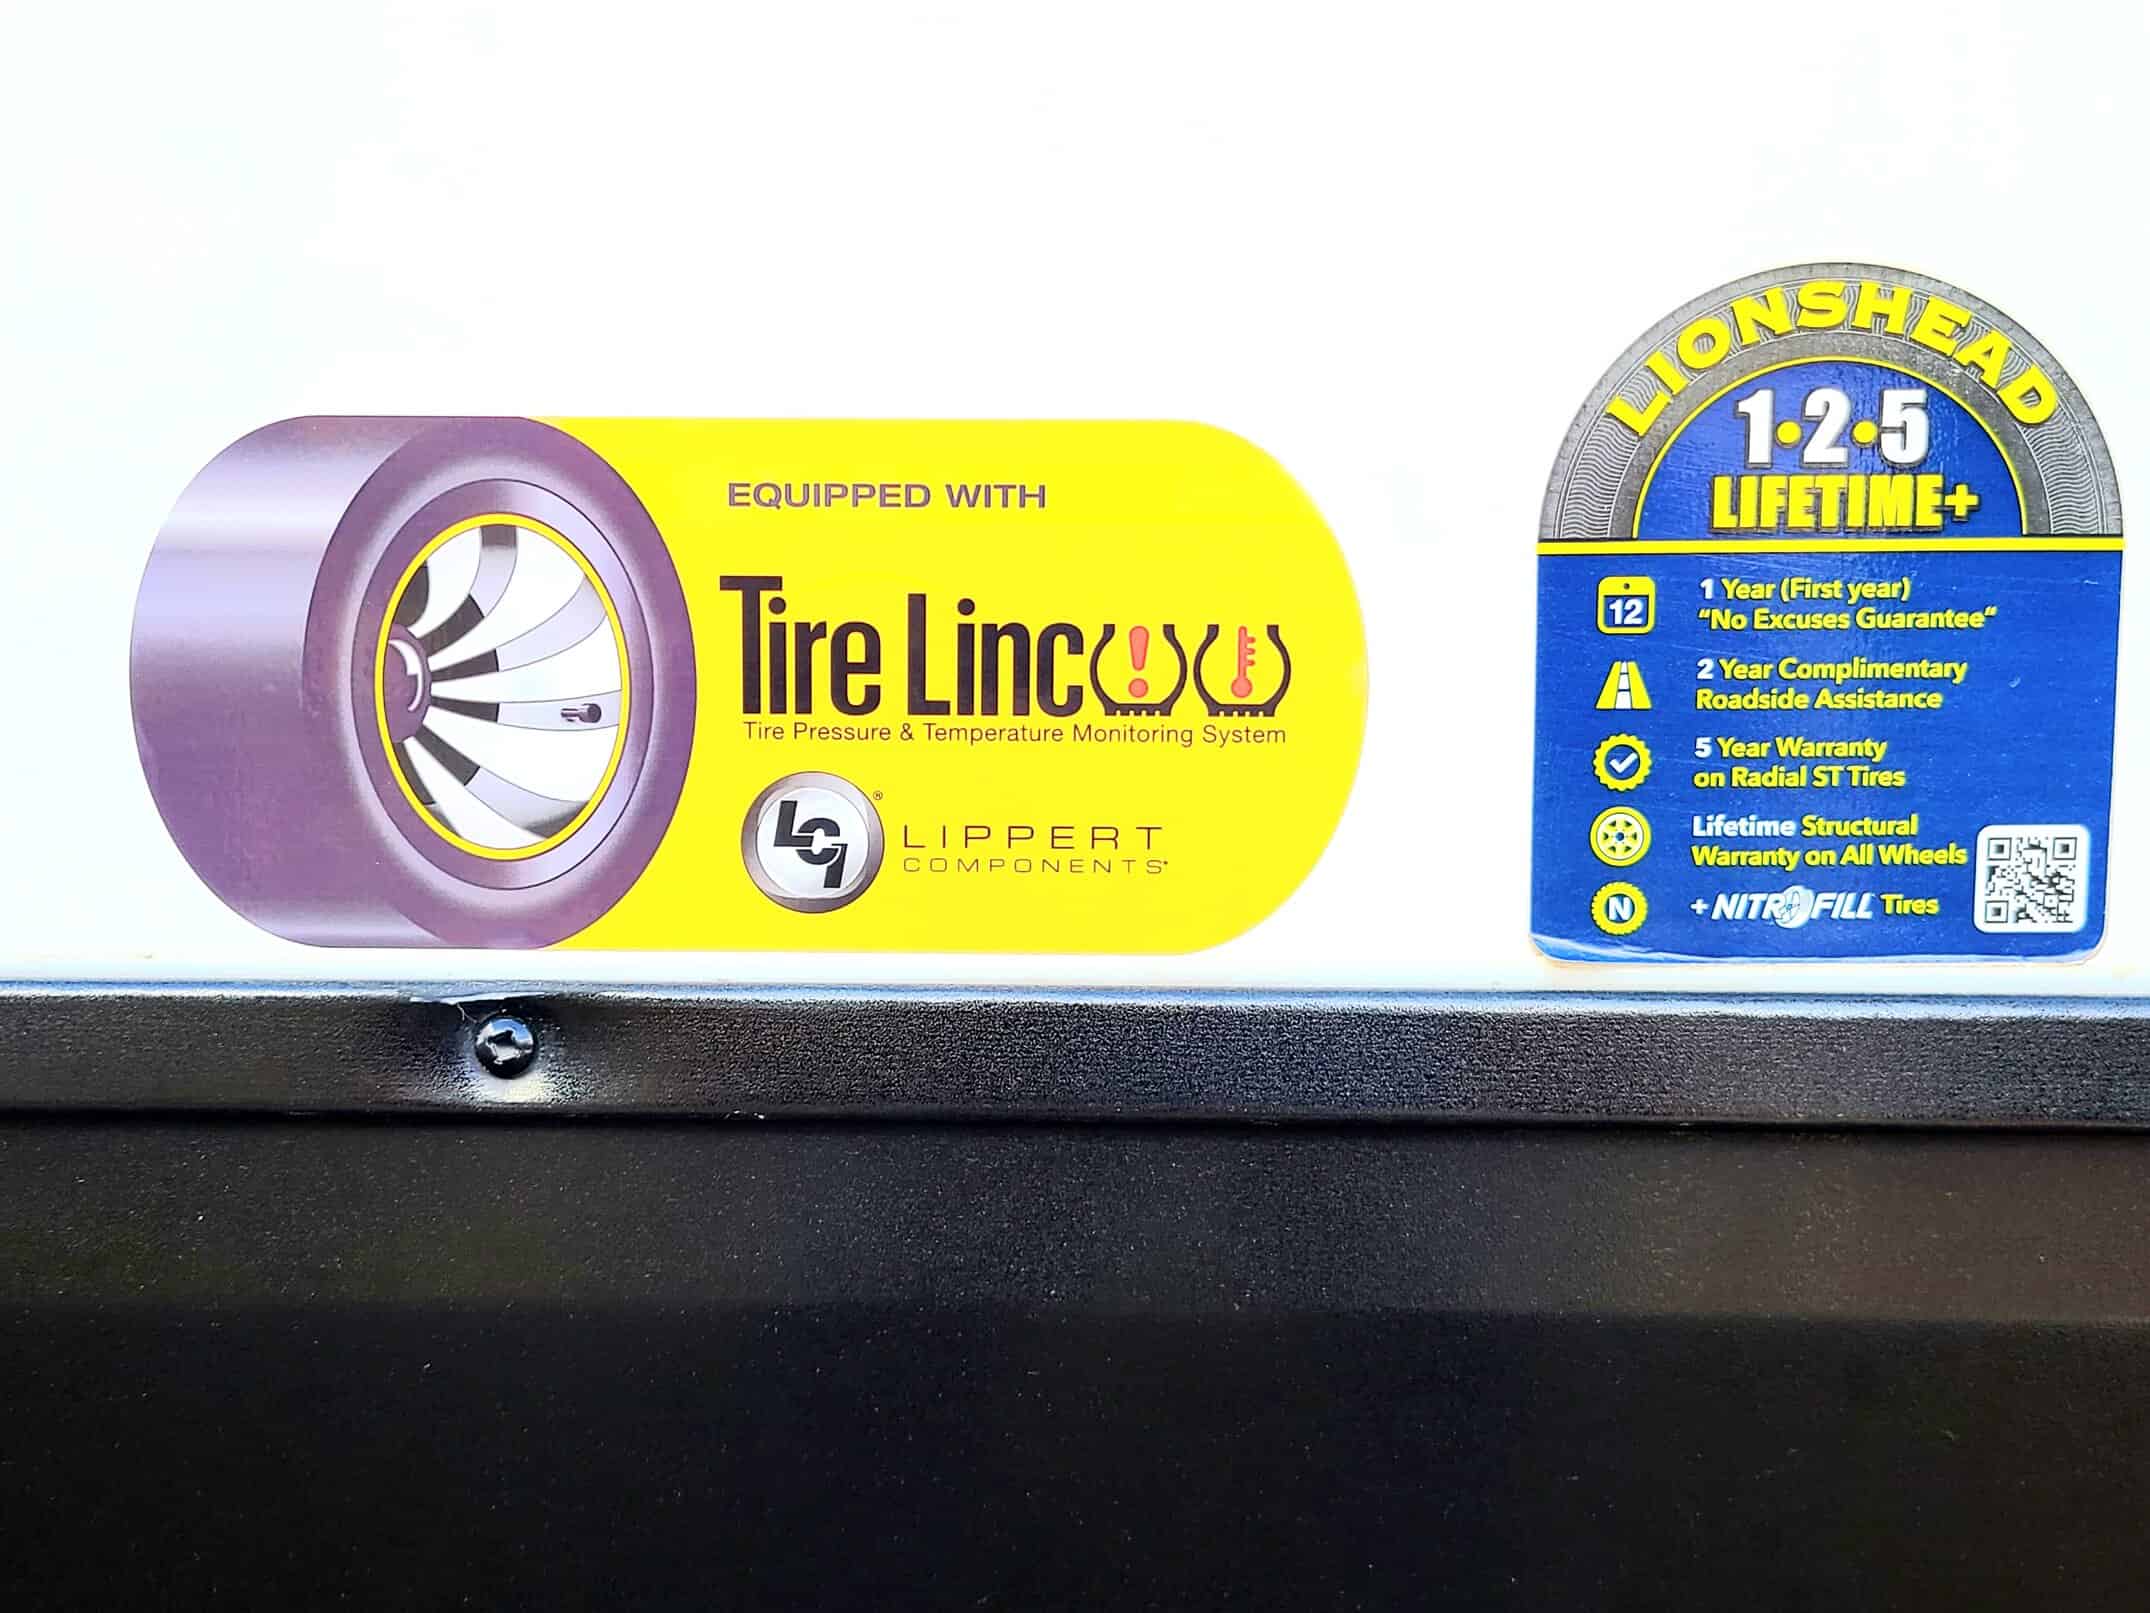 EQUIPPED WITH
Tire Linc
Tire Pressure & Temperature Monitoring System
LCI®
LIPPERT
COMPONENTS
LIONSHEAD
1•2•5
LIFETIME+
12
1 Year (First year)
"No Excuses Guarantee"
2 Year Complimentary
Roadside Assistance
5 Year Warranty
on Radial ST Tires
Lifetime Structural
Warranty on All Wheels
N
+ NITROFILL Tires